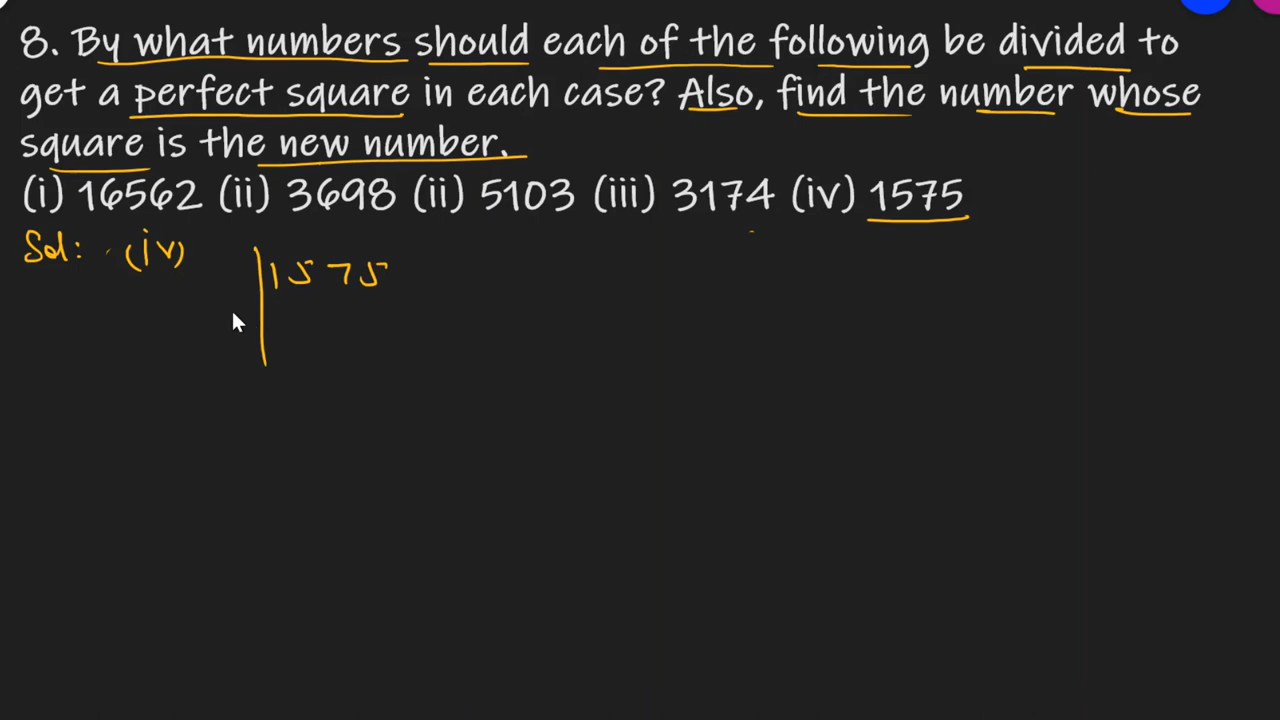 8. By what numbers should each of the following be divided to
get a perfect square in each case? Also, find the number whose
square is the new number.
(i) 16562 (ii) 3698 (ii) 5103 (iii) 3174 (iv) 1575
Sol: (iv) 1575